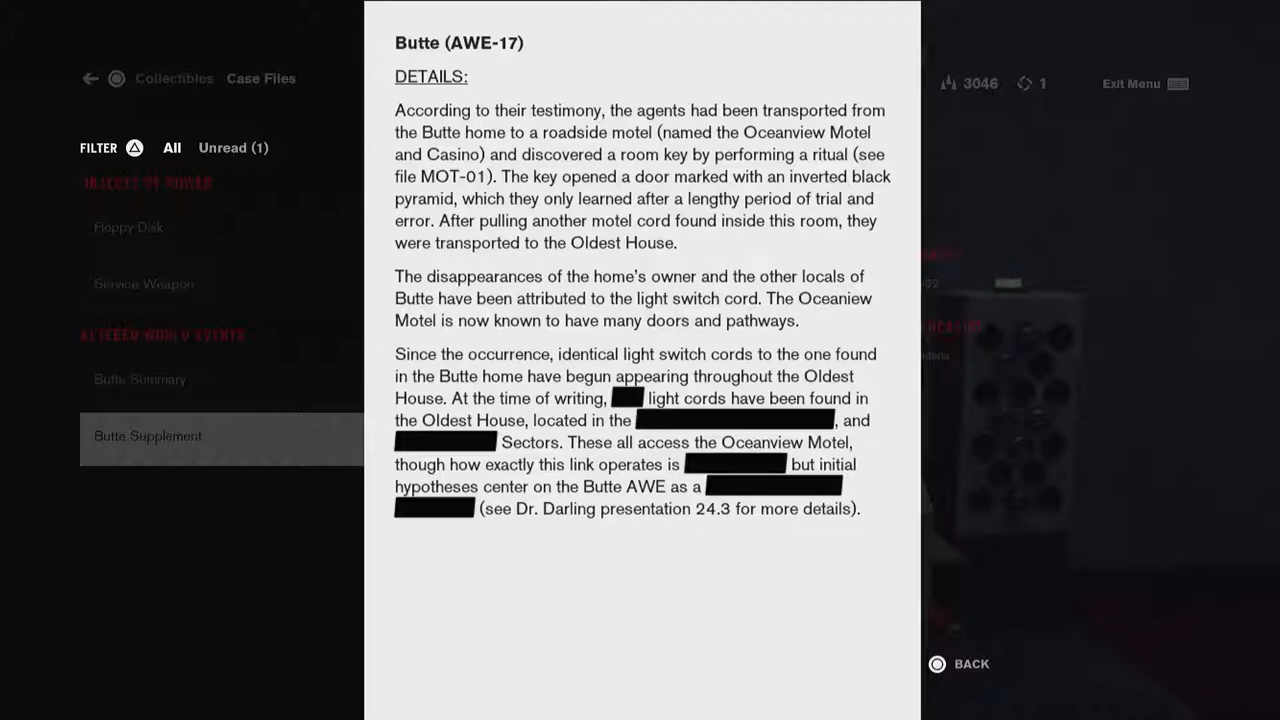 Butte (AWE-17)
DETAILS:
According to their testimony, the agents had been transported from
the Butte home to a roadside motel (named the Oceanview Motel
and Casino) and discovered a room key by performing a ritual (see
file MOT-01). The key opened a door marked with an inverted black
pyramid, which they only learned after a lengthy period of trial and
error. After pulling another motel cord found inside this room, they
were transported to the Oldest House.
The disappearances of the home's owner and the other locals of
Butte have been attributed to the light switch cord. The Oceaniew
Motel is now known to have many doors and pathways.
Since the occurrence, identical light switch cords to the one found
in the Butte home have begun appearing throughout the Oldest
House. At the time of writing, light cords have been found in
the Oldest House, located in the , and
Sectors. These all access the Oceanview Motel,
though how exactly this link operates is but initial
hypotheses center on the Butte AWE as a
(see Dr. Darling presentation 24.3 for more details).
Collectibles Case Files
FILTER All Unread (1)
OBJECTS OF POWER
Floppy Disk
Service Weapon
ALTERED WORLD EVENTS
Butte Summary
Butte Supplement
3046 1 Exit Menu
BACK